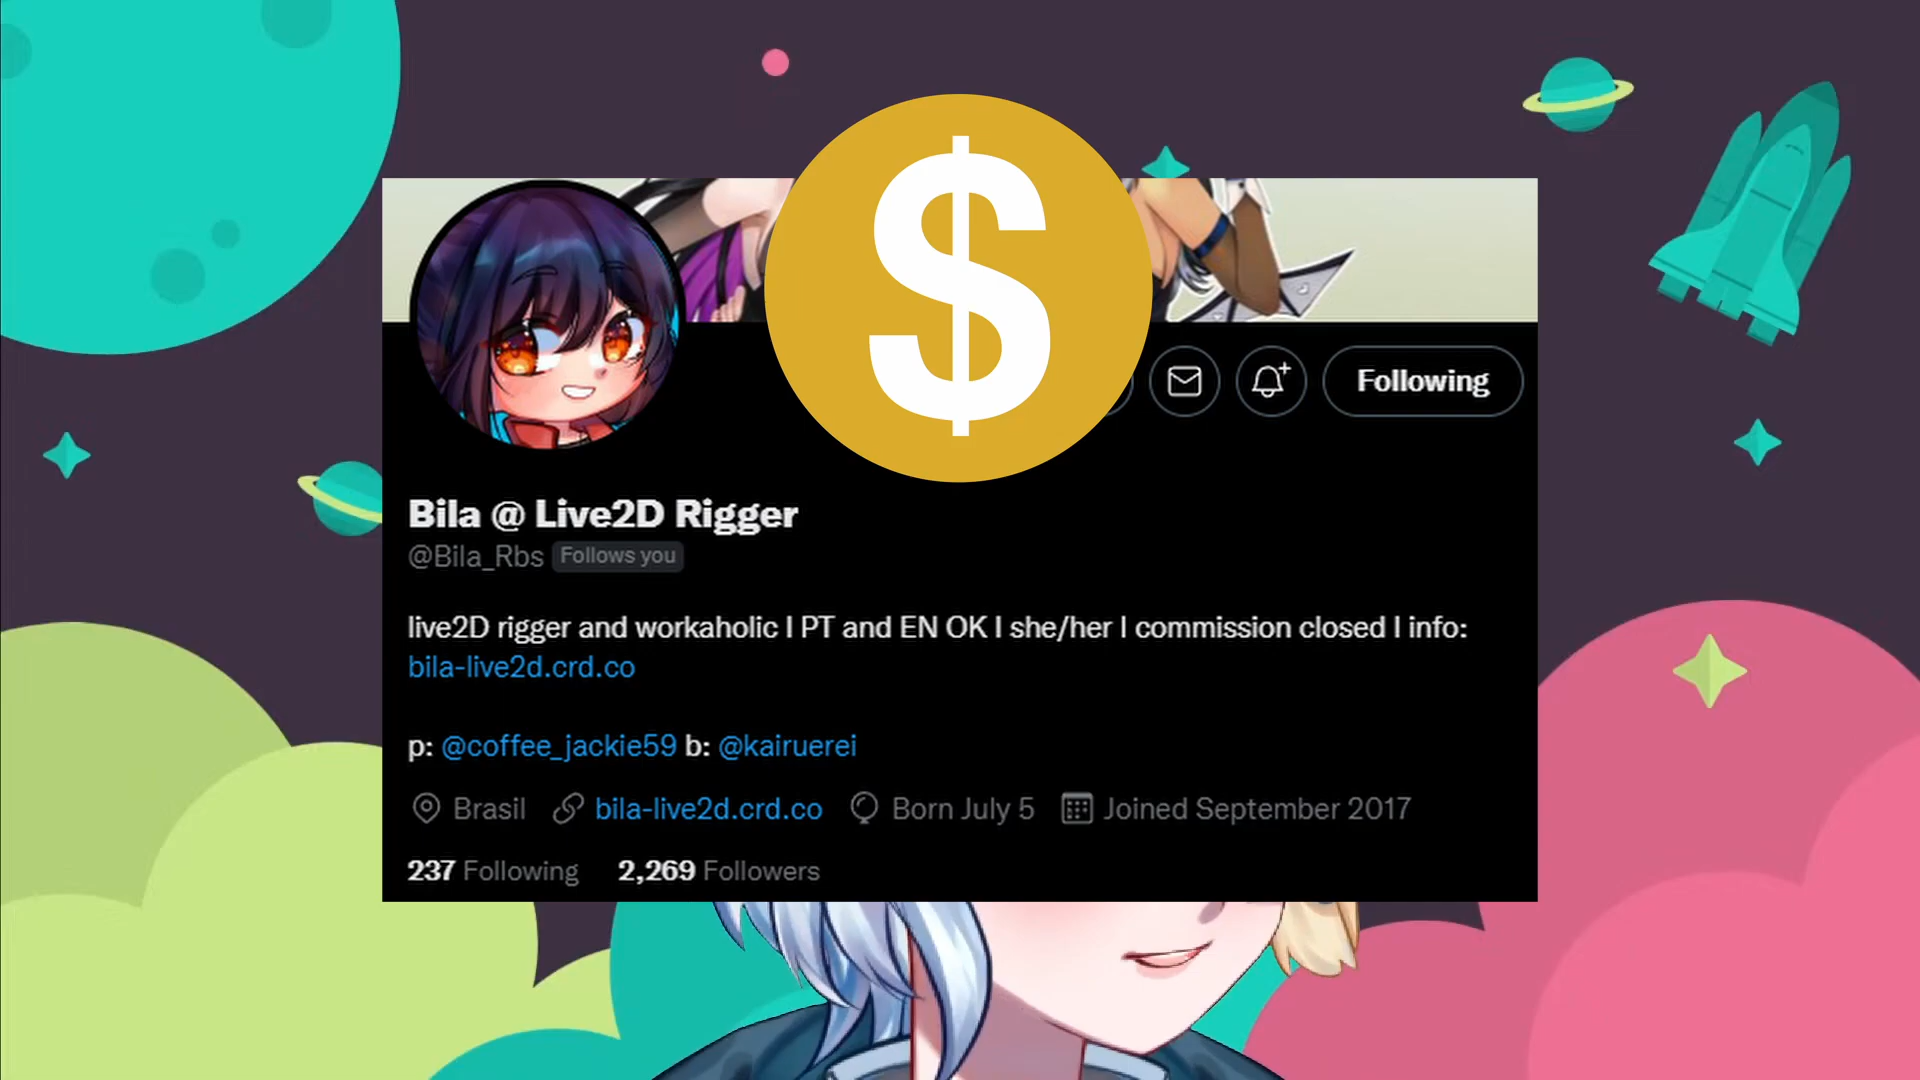 $
Following
Bila @ Live2D Rigger
@Bila_Rbs Follows you
live2D rigger and workaholic I PT and EN OK I she/her I commission closed I info:
bila-live2d.crd.co
p: @coffee_jackie59 b: @kairuerei
Brasil bila-live2d.crd.co Born July 5 Joined September 2017
237 Following 2,269 Followers